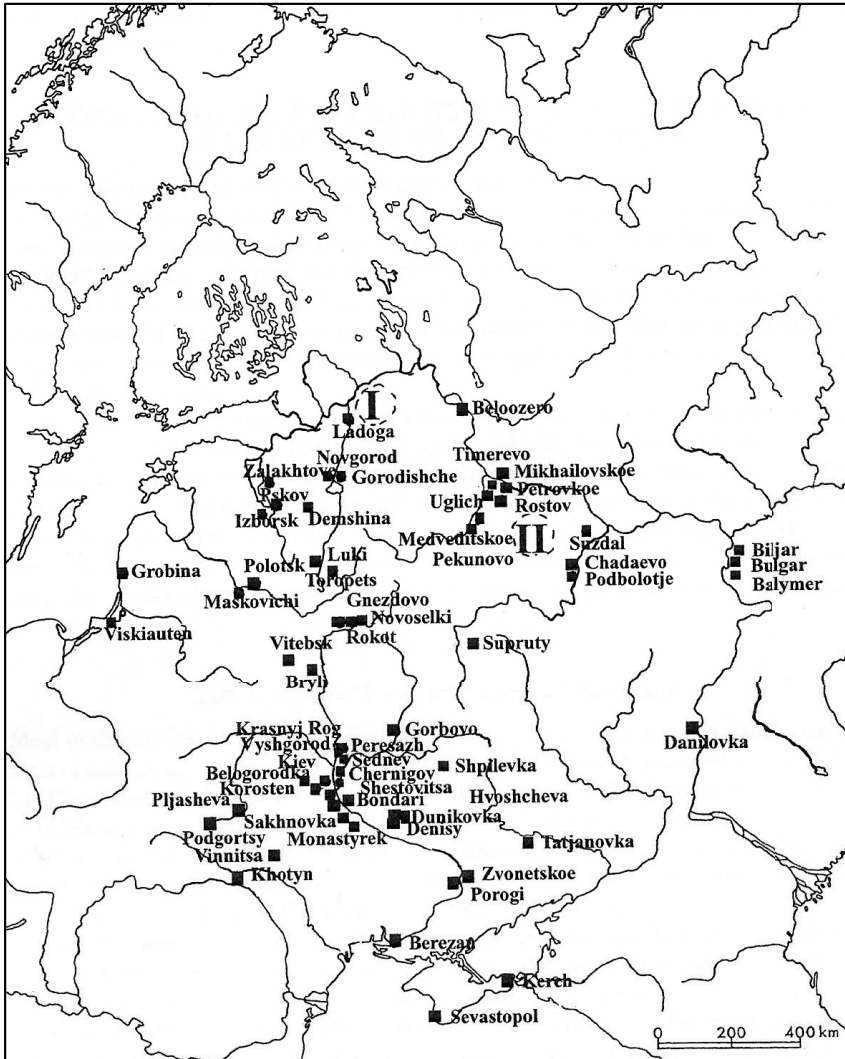 I
Beloozero
Ladoga
Timerevo
Novgorod
Mikhailovskoe
Zalakhtovo
Gorodishche
Petrovkoe
Pskov
Uglich
Rostov
Izborsk
Demshina
Medveditskoe
II
Suzdal
Pekunovo
Biljar
Luki
Chadaevo
Bulgar
Polotsk
Grobina
Toropets
Podbolotje
Balymer
Maskovichi
Gnezdovo
Novoselki
Viskiauten
Rokot
Vitebsk
Supruty
Bryli
Krasnyj Rog
Gorbovo
Danilovka
Vyshgorod
Peresazh
Kiev
Sednev
Shpilevka
Belogorodka
Chernigov
Korosten
Shestovitsa
Hvoshcheva
Pljasheva
Bondari
Sakhnovka
Dunikovka
Podgortsy
Monastyrek
Denisy
Tatjanovka
Vinnitsa
Khotyn
Zvonetskoe
Porogi
Berezan
Kerch
Sevastopol
0 200 400 km